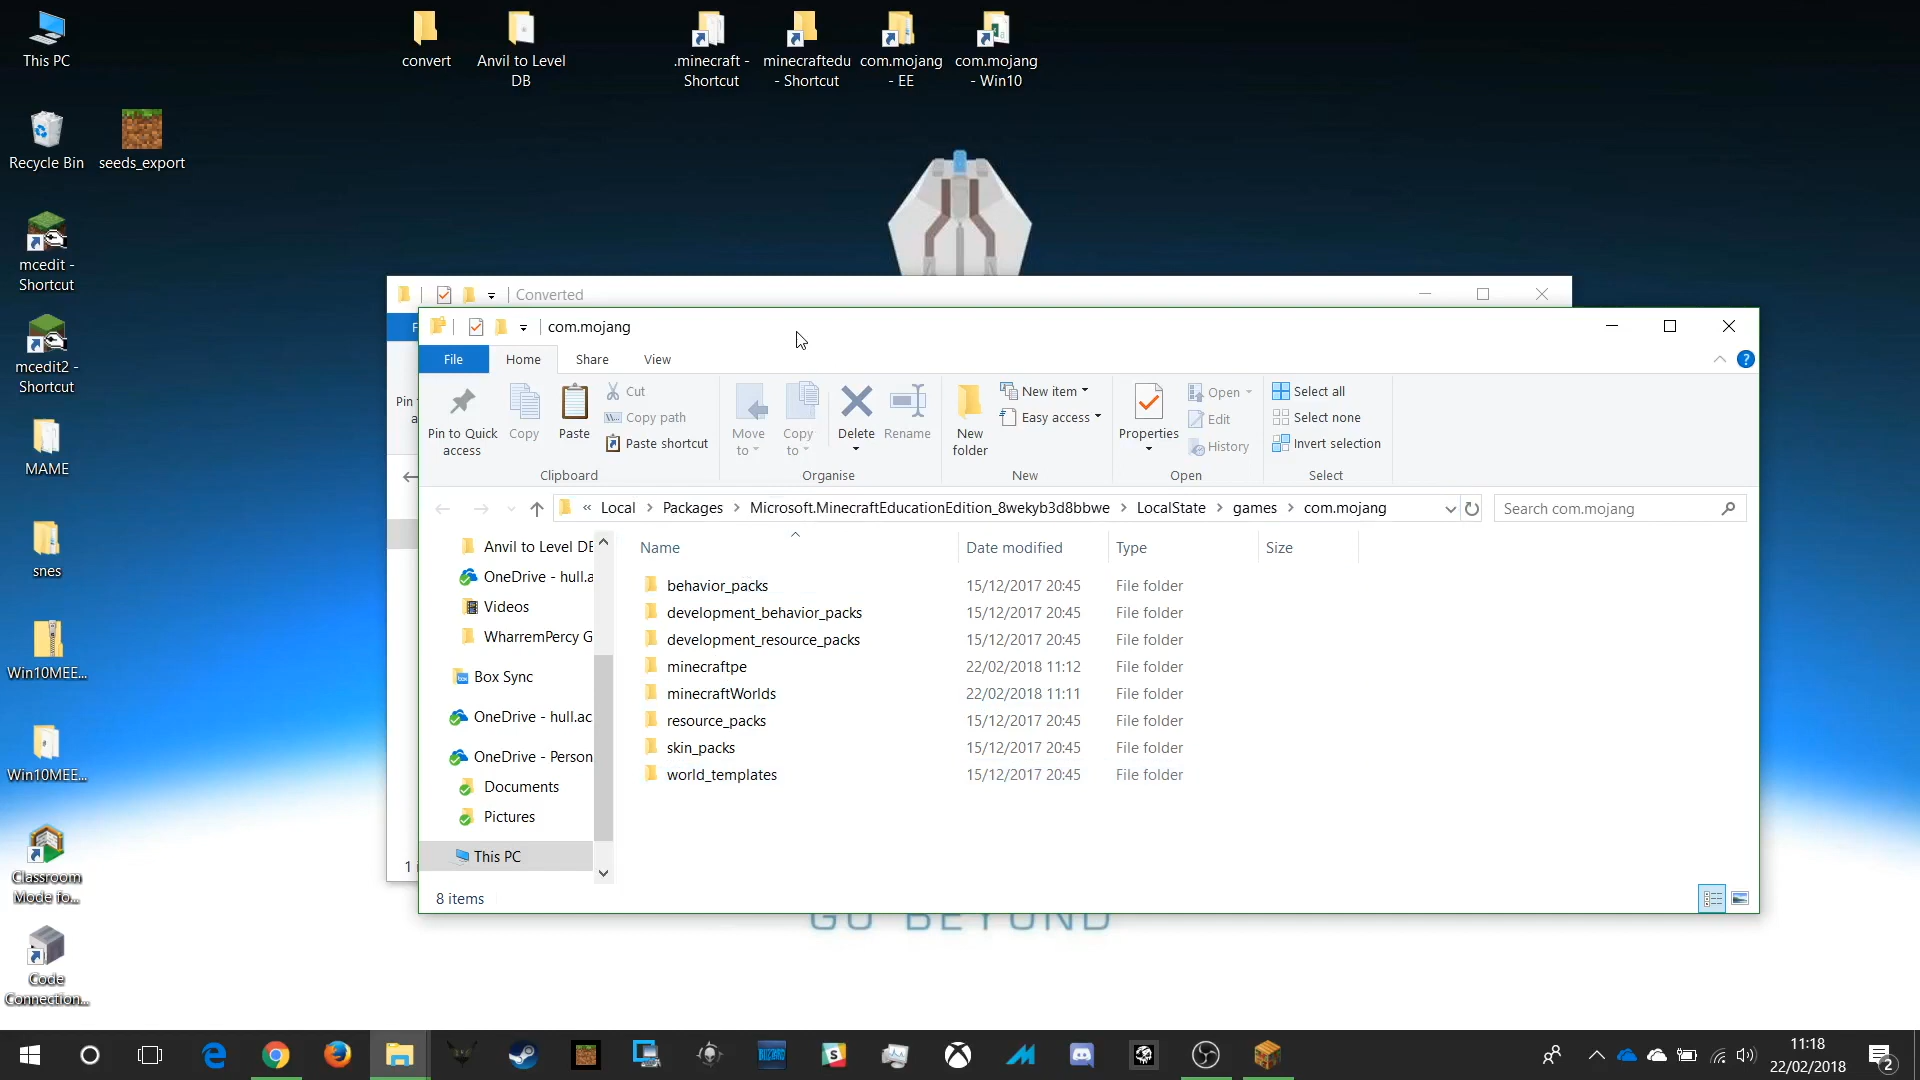 This PC
Recycle Bin
seeds_export
mcedit -
Shortcut
mcedit2 -
Shortcut
MAME
snes
Win10MEE...
Win10MEE...
Classroom
Mode fo...
Code
Connection...
convert
Anvil to Level
DB
.minecraft -
Shortcut
minecraftedu
- Shortcut
com.mojang
- EE
com.mojang
- Win10
Converted
F
Pin
a
1
com.mojang
File Home Share View
Pin to Quick
access
Copy
Paste
Cut
Copy path
Paste shortcut
Clipboard
Move
to
Copy
to
Delete
Rename
Organise
New
folder
New item
Easy access
New
Properties
Open
Edit
History
Open
Select all
Select none
Invert selection
Select
« Local > Packages > Microsoft.MinecraftEducationEdition_8wekyb3d8bbwe > LocalState > games > com.mojang
Search com.mojang
Anvil to Level DE
OneDrive - hull.a
Videos
WharremPercy G
Box Sync
OneDrive - hull.ac
OneDrive - Person
Documents
Pictures
This PC
Name Date modified Type Size
behavior_packs 15/12/2017 20:45 File folder
development_behavior_packs 15/12/2017 20:45 File folder
development_resource_packs 15/12/2017 20:45 File folder
minecraftpe 22/02/2018 11:12 File folder
minecraftWorlds 22/02/2018 11:11 File folder
resource_packs 15/12/2017 20:45 File folder
skin_packs 15/12/2017 20:45 File folder
world_templates 15/12/2017 20:45 File folder
8 items
GO BEYOND
BLIZZARD
11:18
22/02/2018
2